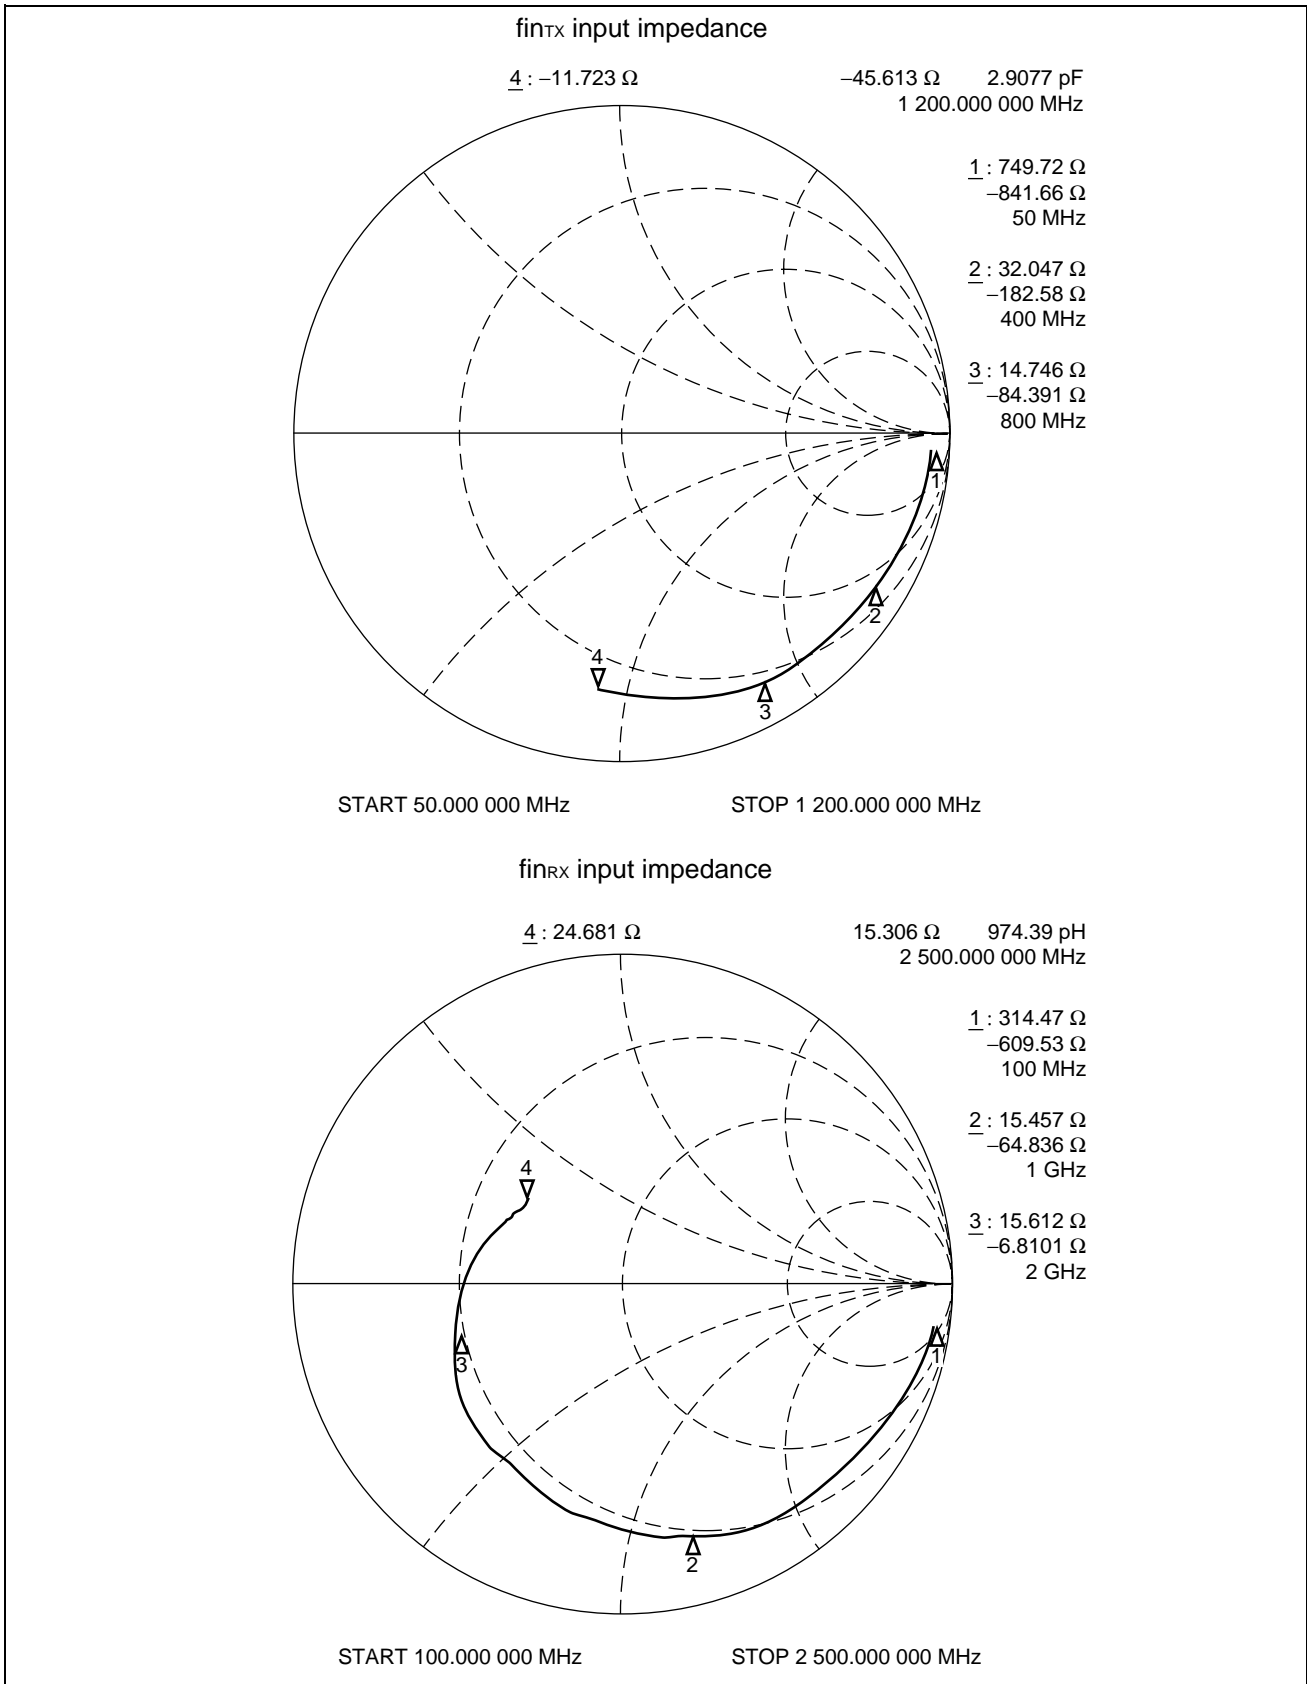 finTX input impedance
4 : –11.723 Ω –45.613 Ω 2.9077 pF
1 200.000 000 MHz
1 : 749.72 Ω
–841.66 Ω
50 MHz
2 : 32.047 Ω
–182.58 Ω
400 MHz
3 : 14.746 Ω
–84.391 Ω
800 MHz
1
2
4
3
START 50.000 000 MHz STOP 1 200.000 000 MHz
finRX input impedance
4 : 24.681 Ω 15.306 Ω 974.39 pH
2 500.000 000 MHz
1 : 314.47 Ω
–609.53 Ω
100 MHz
2 : 15.457 Ω
–64.836 Ω
1 GHz
3 : 15.612 Ω
–6.8101 Ω
2 GHz
4
1
3
2
START 100.000 000 MHz STOP 2 500.000 000 MHz